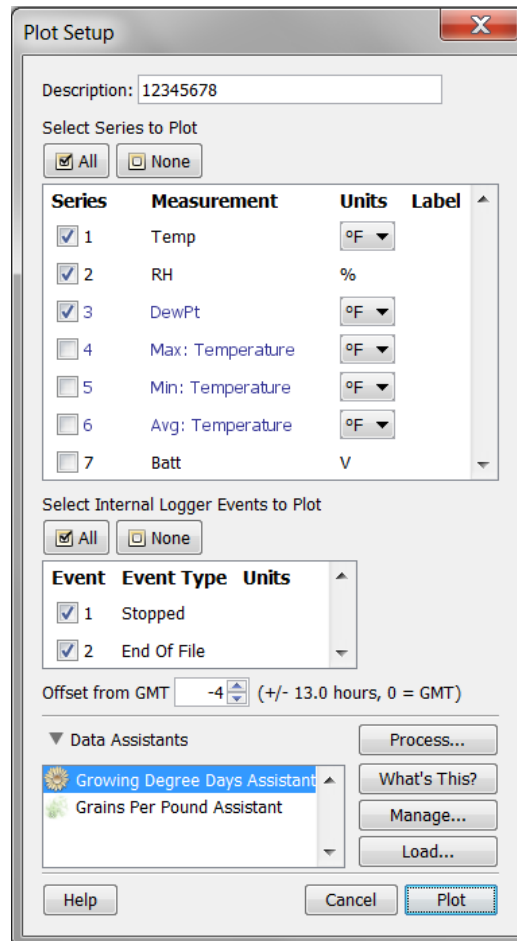 Plot Setup
Description: 12345678
Select Series to Plot
All None
Series Measurement Units Label
1 Temp °F
2 RH %
3 DewPt °F
4 Max: Temperature °F
5 Min: Temperature °F
6 Avg: Temperature °F
7 Batt V
Select Internal Logger Events to Plot
All None
Event Event Type Units
1 Stopped
2 End Of File
Offset from GMT -4 (+/- 13.0 hours, 0 = GMT)
Data Assistants Process...
Growing Degree Days Assistant What's This?
Grains Per Pound Assistant Manage...
Load...
Help Cancel Plot